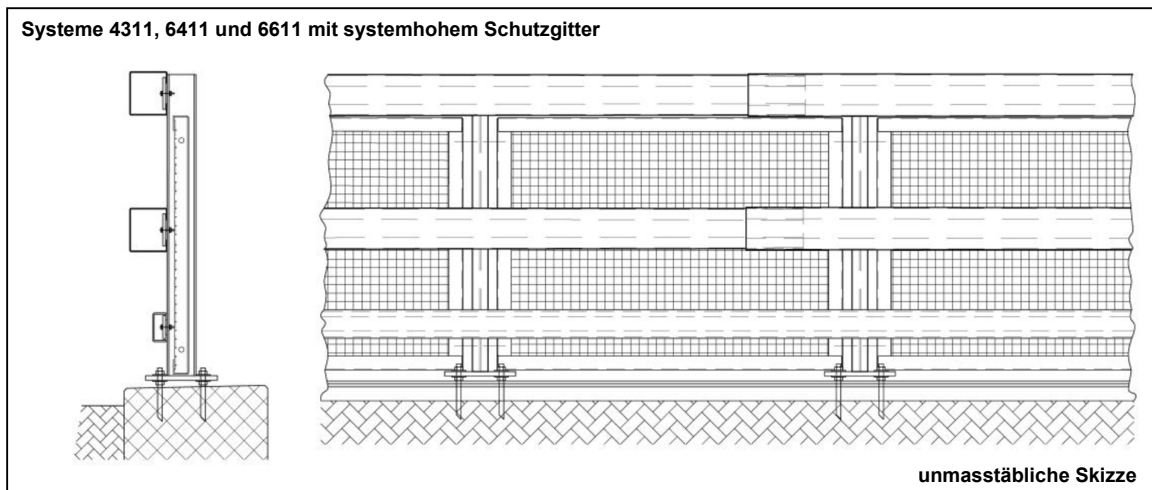 Systeme 4311, 6411 und 6611 mit systemhohem Schutzgitter
unmasstäbliche Skizze